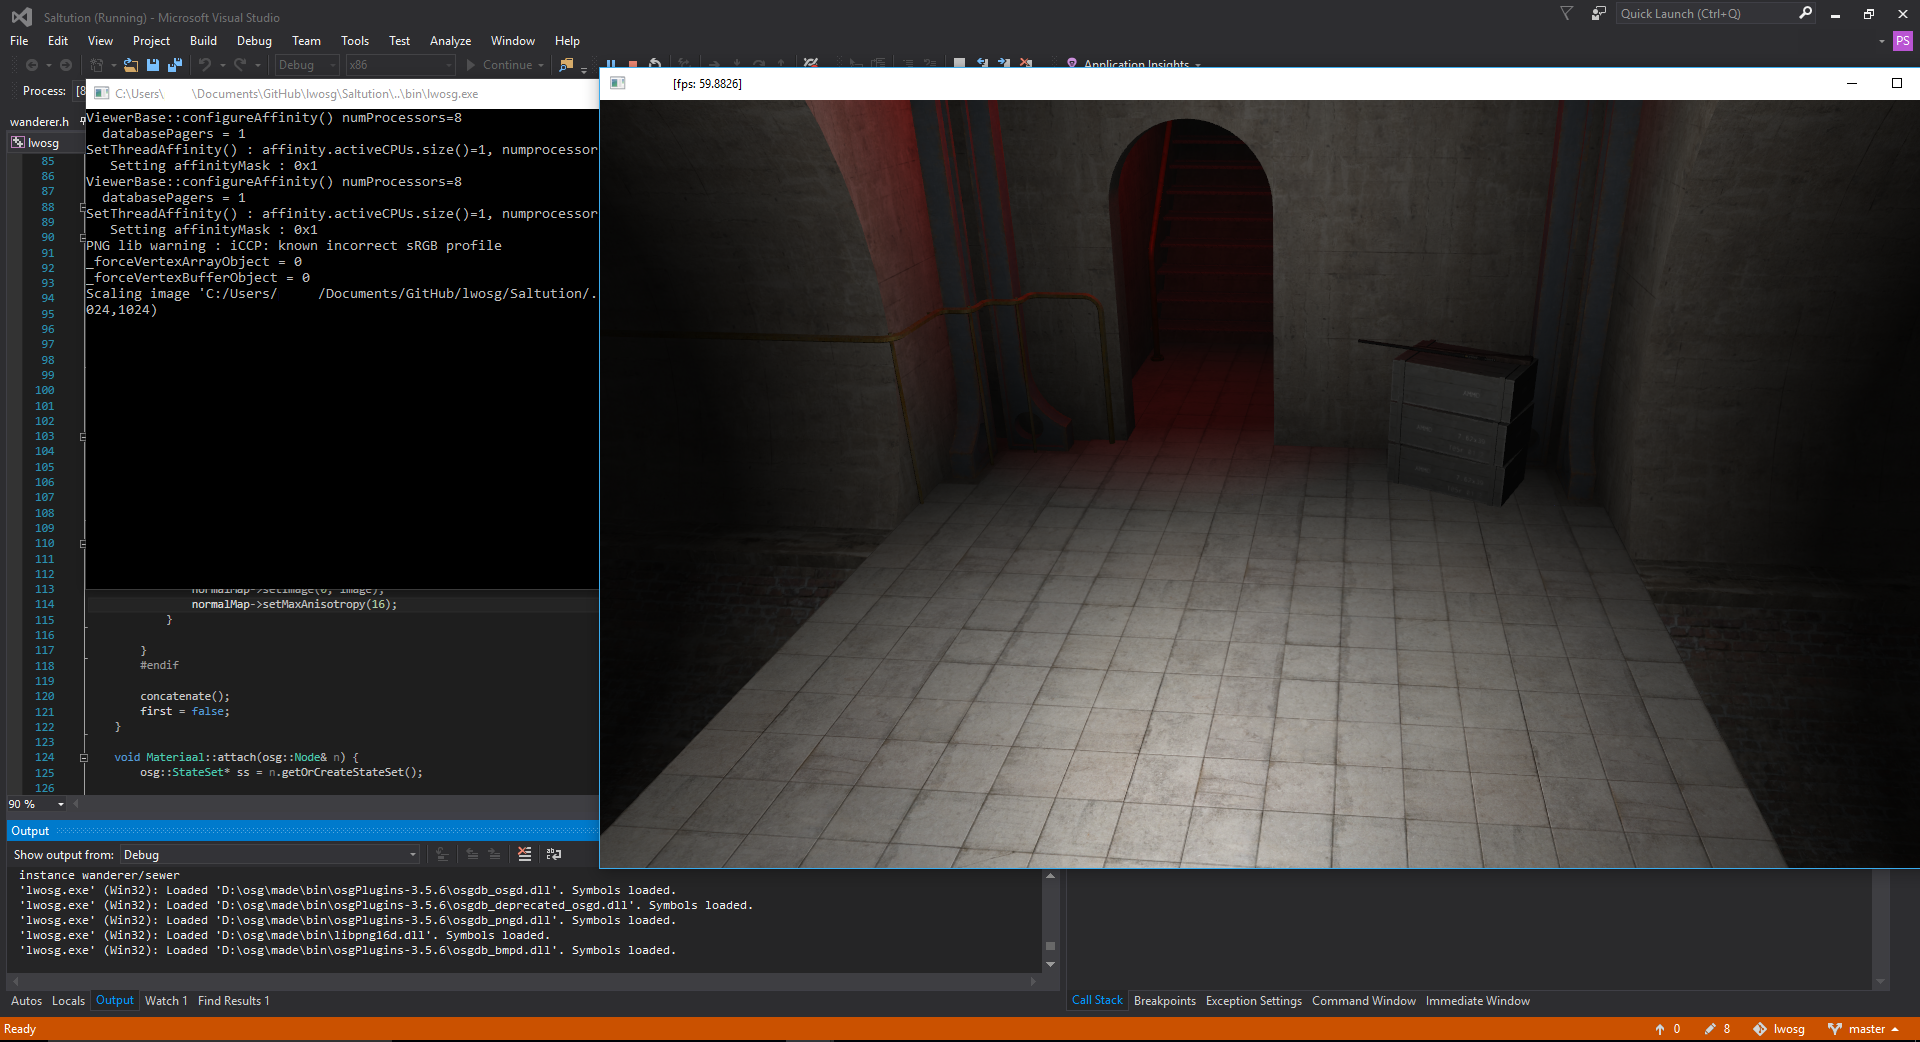 Saltution (Running) - Microsoft Visual Studio
Quick Launch (Ctrl+Q)
File Edit View Project Build Debug Team Tools Test Analyze Window Help
PS
Debug x86 Continue Application Insights
Process: [8
C:\Users\ \Documents\GitHub\lwosg\Saltution\..\bin\lwosg.exe
[fps: 59.8826]
wanderer.h
lwosg
ViewerBase::configureAffinity() numProcessors=8
databasePagers = 1
SetThreadAffinity() : affinity.activeCPUs.size()=1, numprocessor
Setting affinityMask : 0x1
ViewerBase::configureAffinity() numProcessors=8
databasePagers = 1
SetThreadAffinity() : affinity.activeCPUs.size()=1, numprocessor
Setting affinityMask : 0x1
PNG lib warning : iCCP: known incorrect sRGB profile
_forceVertexArrayObject = 0
_forceVertexBufferObject = 0
Scaling image 'C:/Users/ /Documents/GitHub/lwosg/Saltution/.
024,1024)
85
86
87
88
89
90
91
92
93
94
95
96
97
98
99
100
101
102
103
104
105
106
107
108
109
110
111
112
113 normalMap->setImage(0, image);
114 normalMap->setMaxAnisotropy(16);
115 }
116
117 }
118 #endif
119
120 concatenate();
121 first = false;
122 }
123
124 void Materiaal::attach(osg::Node& n) {
125 osg::StateSet* ss = n.getOrCreateStateSet();
126
90 %
Output
Show output from: Debug
instance wanderer/sewer
'lwosg.exe' (Win32): Loaded 'D:\osg\made\bin\osgPlugins-3.5.6\osgdb_osgd.dll'. Symbols loaded.
'lwosg.exe' (Win32): Loaded 'D:\osg\made\bin\osgPlugins-3.5.6\osgdb_deprecated_osgd.dll'. Symbols loaded.
'lwosg.exe' (Win32): Loaded 'D:\osg\made\bin\osgPlugins-3.5.6\osgdb_pngd.dll'. Symbols loaded.
'lwosg.exe' (Win32): Loaded 'D:\osg\made\bin\libpng16d.dll'. Symbols loaded.
'lwosg.exe' (Win32): Loaded 'D:\osg\made\bin\osgPlugins-3.5.6\osgdb_bmpd.dll'. Symbols loaded.
Autos Locals Output Watch 1 Find Results 1
Call Stack Breakpoints Exception Settings Command Window Immediate Window
Ready
0 8 lwosg master